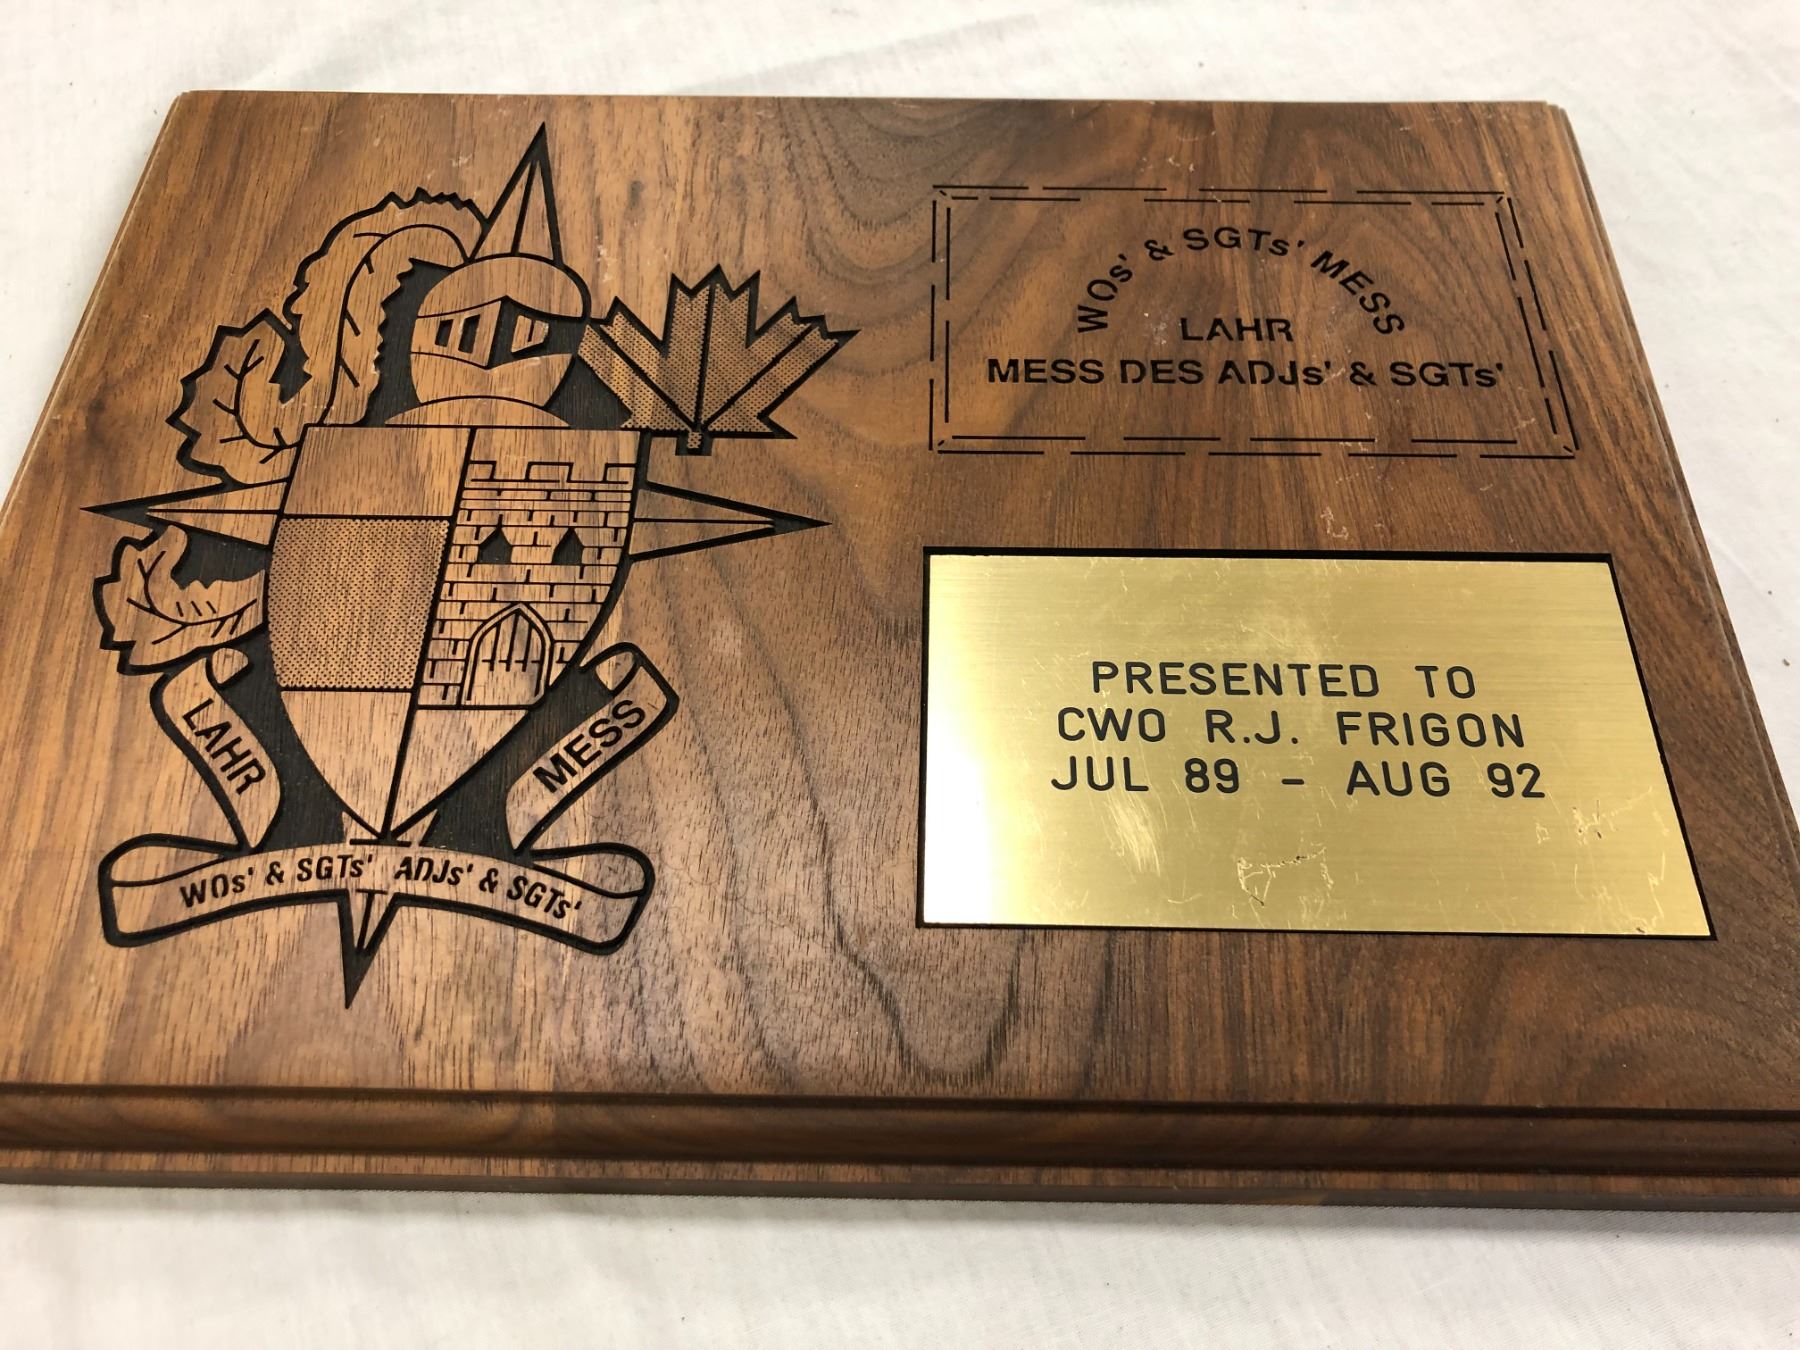 WOs' & SGTs' MESS
LAHR
MESS DES ADJs' & SGTs'
LAHR
MESS
WOs' & SGTs' ADJs' & SGTs'
PRESENTED TO
CWO R.J. FRIGON
JUL 89 - AUG 92